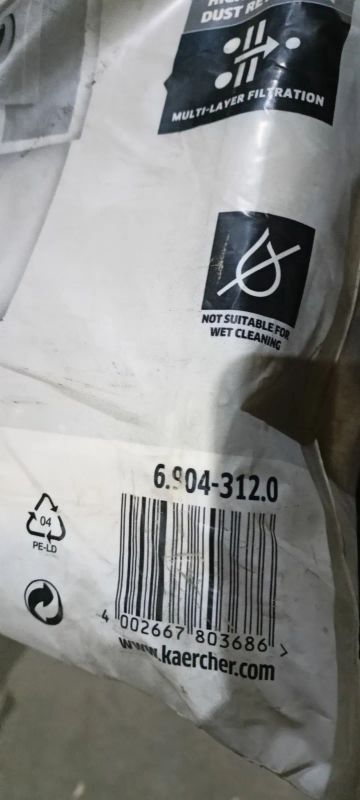 DUST RE
MULTI-LAYER FILTRATION
NOT SUITABLE FOR
WET CLEANING
6.904-312.0
04
PE-LD
4 002667 803686 >
www.kaercher.com